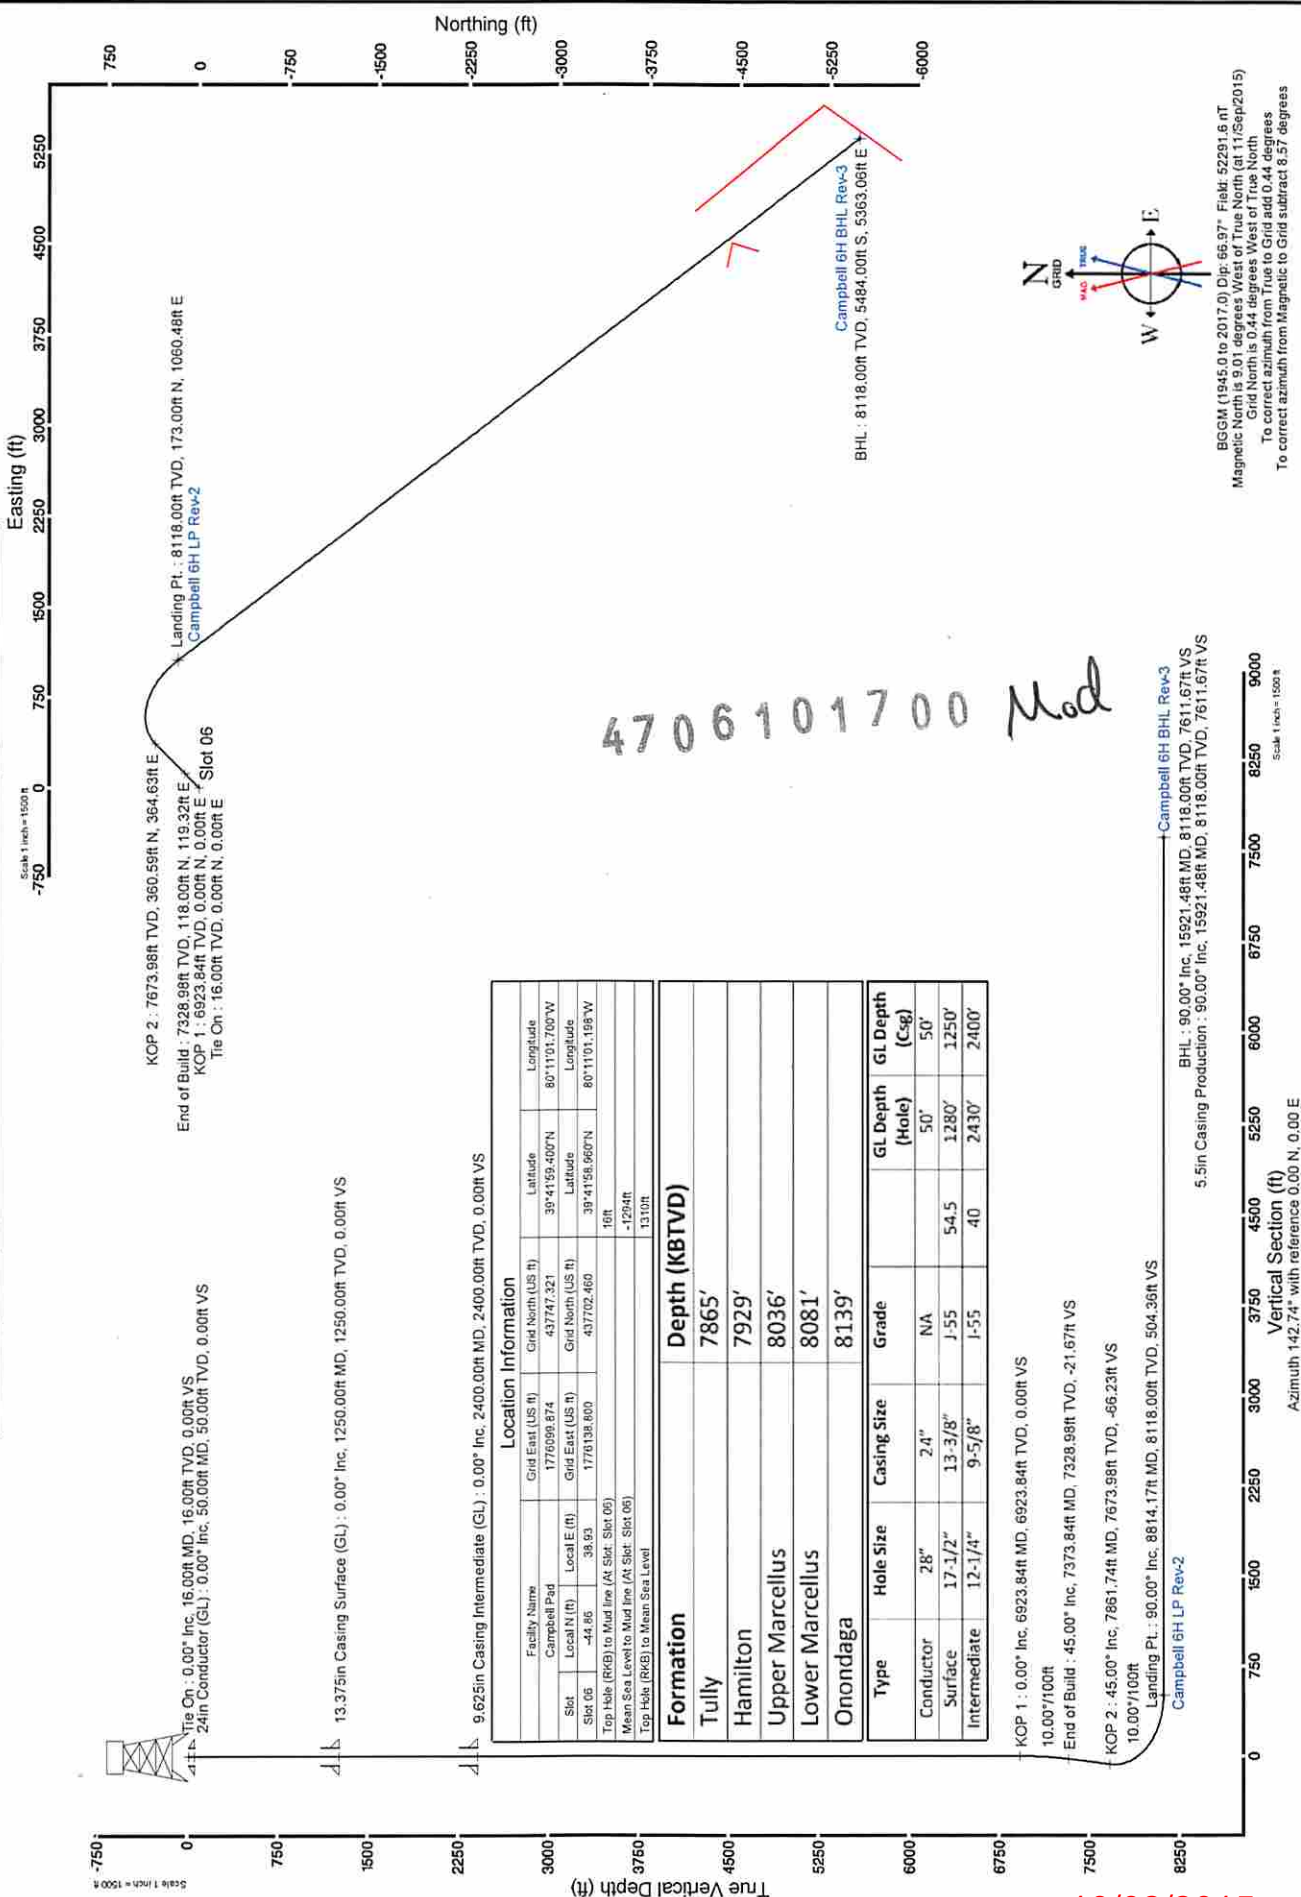 Scale 1 inch = 1500 ft
Easting (ft)
-750 0 750 1500 2250 3000 3750 4500 5250
Northing (ft)
750
0
-750
-1500
-2250
-3000
-3750
-4500
-5250
-6000
KOP 2 : 7673.98ft TVD, 360.59ft N, 364.63ft E
End of Build : 7328.98ft TVD, 118.00ft N, 119.32ft E
KOP 1 : 6923.84ft TVD, 0.00ft N, 0.00ft E
Slot 06
Tie On : 16.00ft TVD, 0.00ft N, 0.00ft E
Landing Pt. : 8118.00ft TVD, 173.00ft N, 1060.48ft E
Campbell 6H LP Rev-2
Campbell 6H BHL Rev-3
BHL : 8118.00ft TVD, 5484.00ft S, 5363.06ft E
4706101700 Mod
N
GRID
MAG TRUE
W E
BGGM (1945.0 to 2017.0) Dip: 66.97° Field: 52291.6 nT
Magnetic North is 9.01 degrees West of True North (at 11/Sep/2015)
Grid North is 0.44 degrees West of True North
To correct azimuth from True to Grid add 0.44 degrees
To correct azimuth from Magnetic to Grid subtract 8.57 degrees
Scale 1 inch = 1500 ft
True Vertical Depth (ft)
-750
0
750
1500
2250
3000
3750
4500
5250
6000
6750
7500
8250
Tie On : 0.00° Inc, 16.00ft MD, 16.00ft TVD, 0.00ft VS
24in Conductor (GL) : 0.00° Inc, 50.00ft MD, 50.00ft TVD, 0.00ft VS
13.375in Casing Surface (GL) : 0.00° Inc, 1250.00ft MD, 1250.00ft TVD, 0.00ft VS
9.625in Casing Intermediate (GL) : 0.00° Inc, 2400.00ft MD, 2400.00ft TVD, 0.00ft VS
Location Information
Facility Name Grid East (US ft) Grid North (US ft) Latitude Longitude
Campbell Pad 1776099.874 437747.321 39°41'59.400"N 80°11'01.700"W
Slot Local N (ft) Local E (ft) Grid East (US ft) Grid North (US ft) Latitude Longitude
Slot 06 -44.86 38.93 1776138.800 437702.460 39°41'58.960"N 80°11'01.198"W
Top Hole (RKB) to Mud line (At Slot: Slot 06) 16ft
Mean Sea Level to Mud line (At Slot: Slot 06) -1294ft
Top Hole (RKB) to Mean Sea Level 1310ft
Formation Depth (KBTVD)
Tully 7865'
Hamilton 7929'
Upper Marcellus 8036'
Lower Marcellus 8081'
Onondaga 8139'
Type Hole Size Casing Size Grade GL Depth (Hole) GL Depth (Csg)
Conductor 28" 24" NA 50' 50'
Surface 17-1/2" 13-3/8" J-55 54.5 1280' 1250'
Intermediate 12-1/4" 9-5/8" J-55 40 2430' 2400'
KOP 1 : 0.00° Inc, 6923.84ft MD, 6923.84ft TVD, 0.00ft VS
10.00°/100ft
End of Build : 45.00° Inc, 7373.84ft MD, 7328.98ft TVD, -21.67ft VS
KOP 2 : 45.00° Inc, 7861.74ft MD, 7673.98ft TVD, -66.23ft VS
10.00°/100ft
Landing Pt. : 90.00° Inc, 8814.17ft MD, 8118.00ft TVD, 504.36ft VS
Campbell 6H LP Rev-2
Campbell 6H BHL Rev-3
BHL : 90.00° Inc, 15921.48ft MD, 8118.00ft TVD, 7611.67ft VS
5.5in Casing Production : 90.00° Inc, 15921.48ft MD, 8118.00ft TVD, 7611.67ft VS
0 750 1500 2250 3000 3750 4500 5250 6000 6750 7500 8250 9000
Scale 1 inch = 1500 ft
Vertical Section (ft)
Azimuth 142.74° with reference 0.00 N, 0.00 E